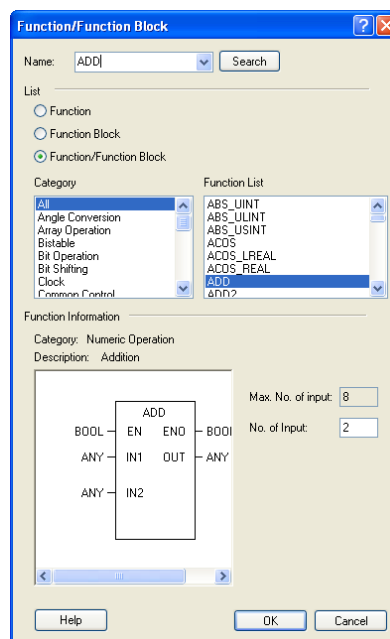 Function/Function Block
Name: ADD Search
List
Function
Function Block
Function/Function Block
Category Function List
All ABS_UINT
Angle Conversion ABS_ULINT
Array Operation ABS_USINT
Bistable ACOS
Bit Operation ACOS_LREAL
Bit Shifting ACOS_REAL
Clock ADD
Common Control ADD2
Function Information
Category: Numeric Operation
Description: Addition
ADD
BOOL EN ENO BOOL
ANY IN1 OUT ANY
ANY IN2
Max. No. of input: 8
No. of Input: 2
Help OK Cancel